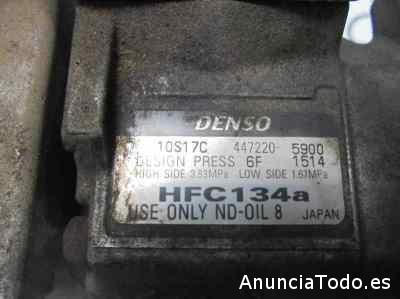 DENSO
10S17C 447220-5900
DESIGN PRESS 6F 1514
HIGH SIDE 3.53MPa LOW SIDE 1.67MPa
HFC134a
USE ONLY ND-OIL 8 JAPAN
AnunciaTodo.es